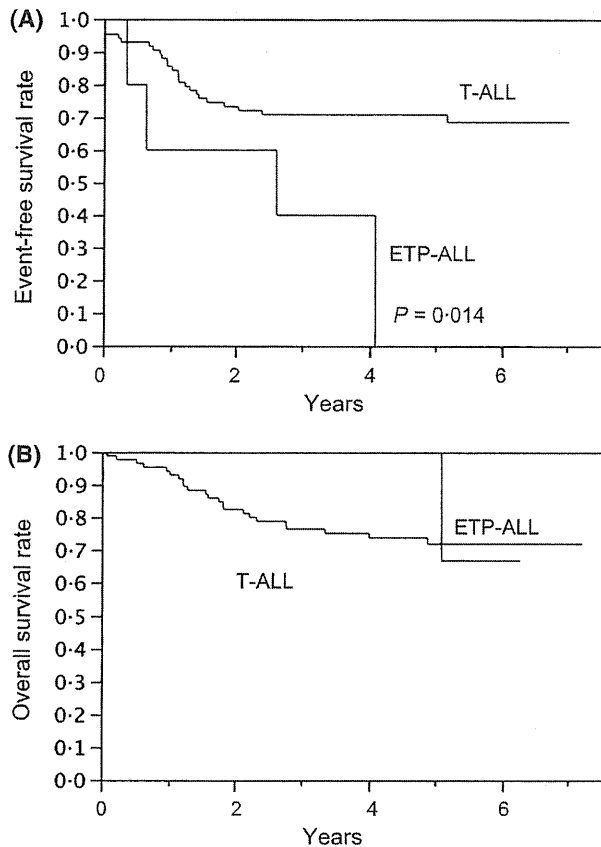 (A)
1·0
0·9
0·8
0·7
0·6
0·5
0·4
0·3
0·2
0·1
0·0
Event-free survival rate
T-ALL
ETP-ALL
P = 0·014
0 2 4 6
Years
(B)
1·0
0·9
0·8
0·7
0·6
0·5
0·4
0·3
0·2
0·1
0·0
Overall survival rate
ETP-ALL
T-ALL
0 2 4 6
Years